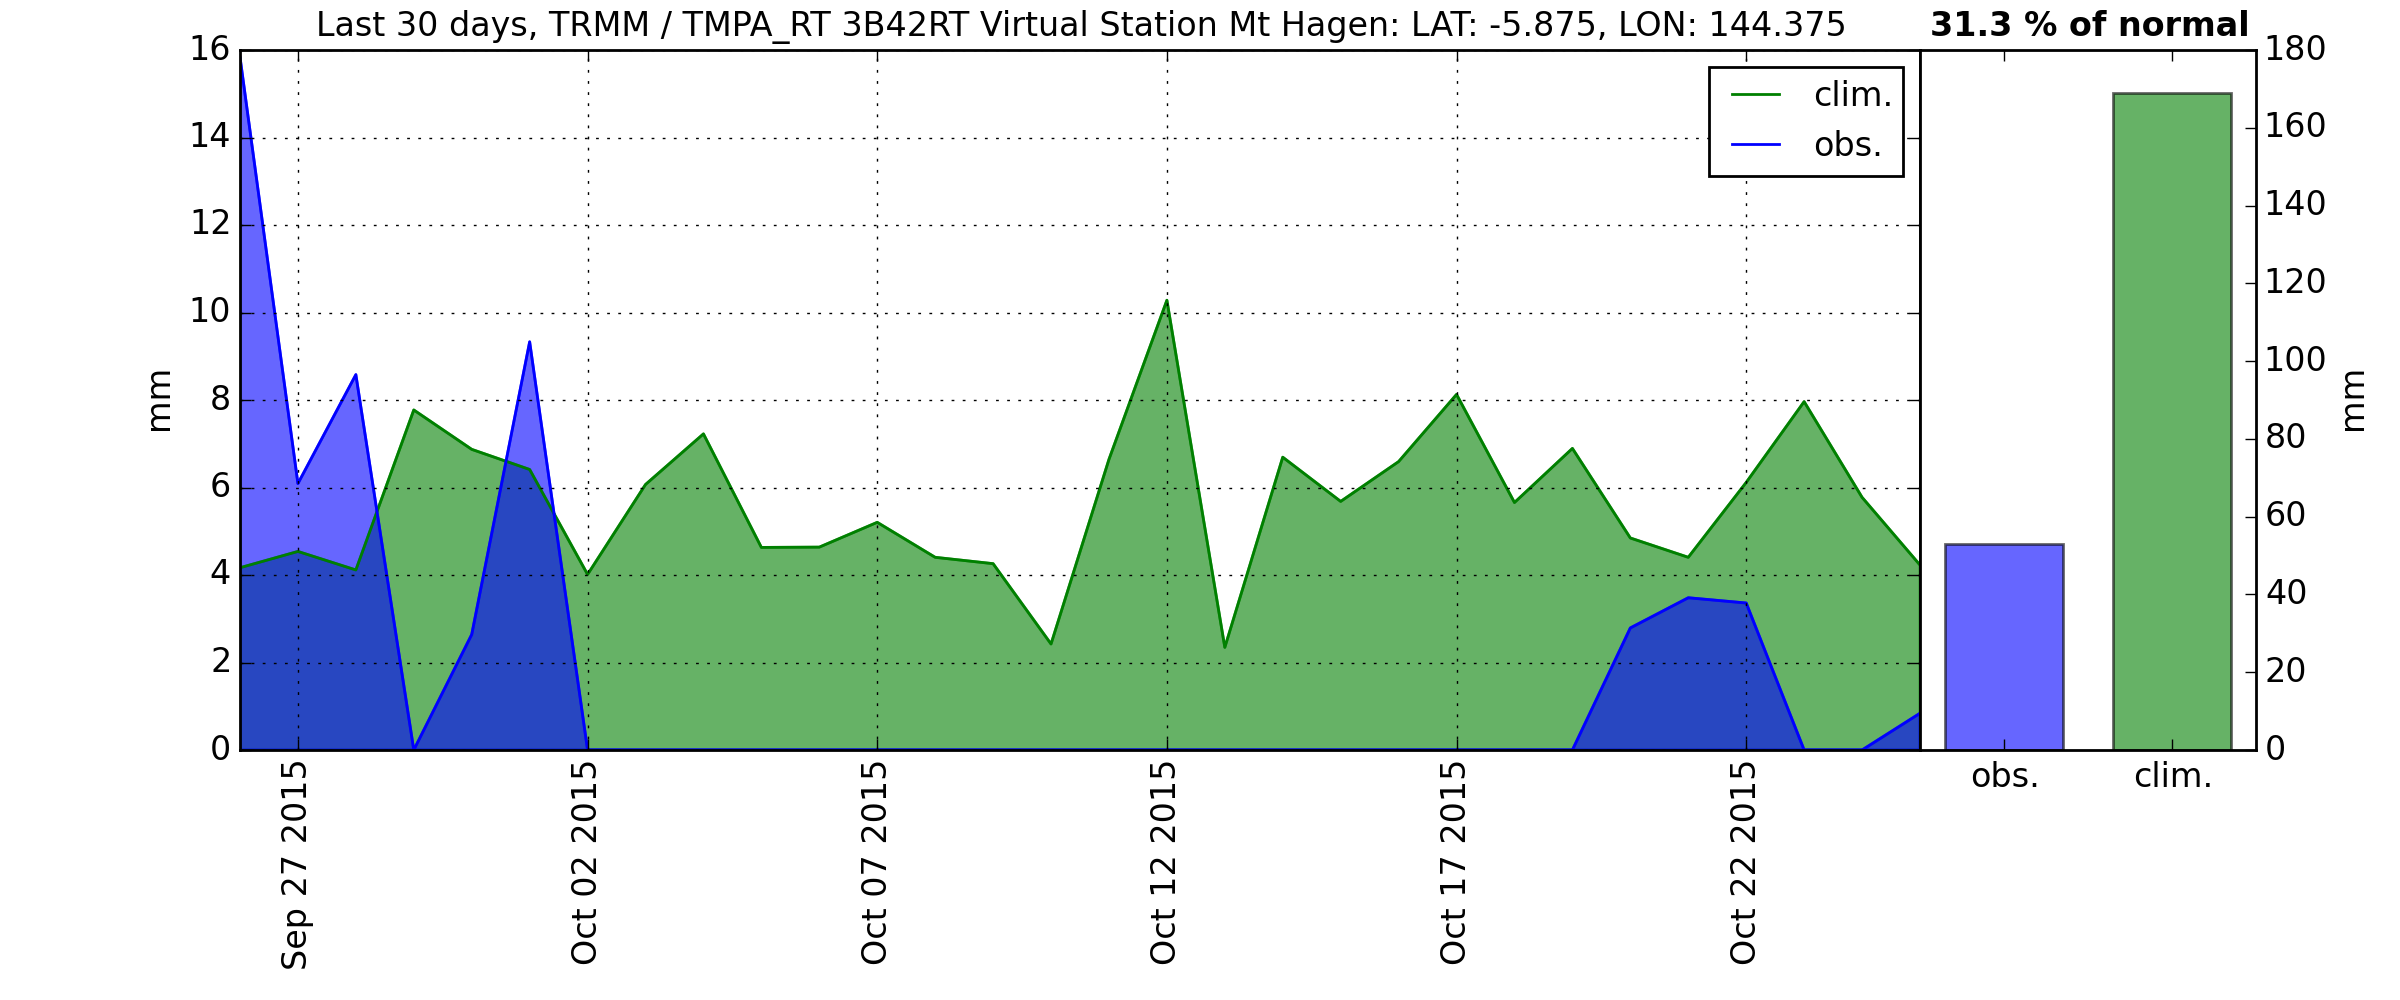 Last 30 days, TRMM / TMPA_RT 3B42RT Virtual Station Mt Hagen: LAT: -5.875, LON: 144.375
31.3 % of normal
clim.
obs.
mm
16
14
12
10
8
6
4
2
0
Sep 27 2015
Oct 02 2015
Oct 07 2015
Oct 12 2015
Oct 17 2015
Oct 22 2015
obs.
clim.
180
160
140
120
100
80
60
40
20
0
mm